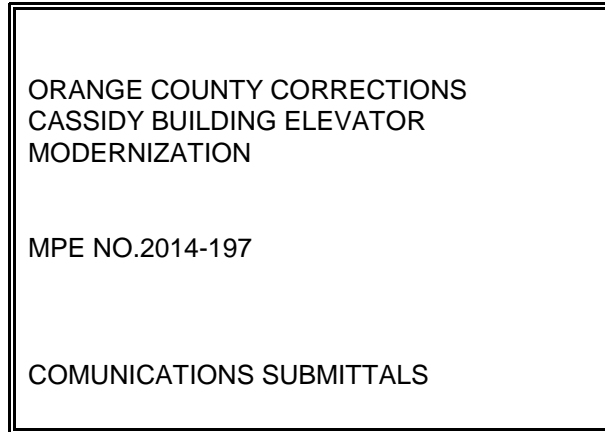 ORANGE COUNTY CORRECTIONS
CASSIDY BUILDING ELEVATOR
MODERNIZATION
MPE NO.2014-197
COMUNICATIONS SUBMITTALS